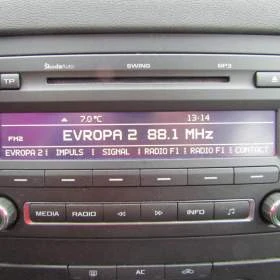 ŠkodaAuto SWING MP3
TP
7.0°C 13:14
FM2 EVROPA 2 88.1 MHz
EVROPA 2 IMPULS SIGNAL RADIO F1 RADIO F1 CONTACT
MEDIA RADIO INFO
AC